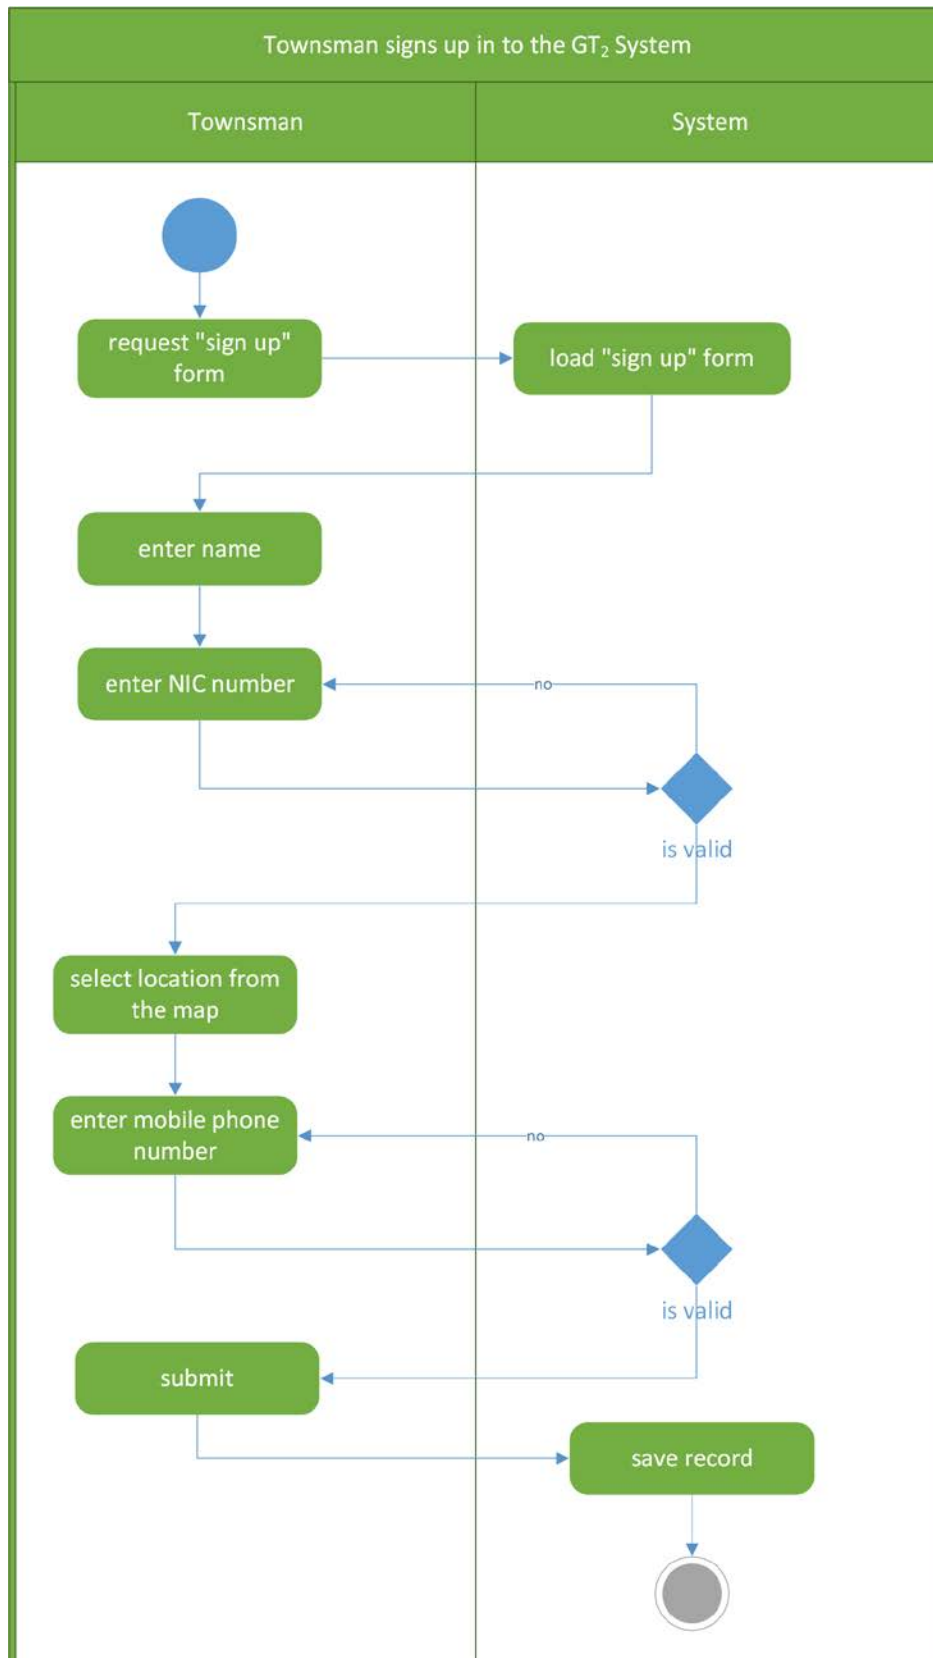 Townsman signs up in to the GT₂ System
Townsman
System
request "sign up"
form
load "sign up" form
enter name
enter NIC number
no
is valid
select location from
the map
enter mobile phone
number
no
is valid
submit
save record